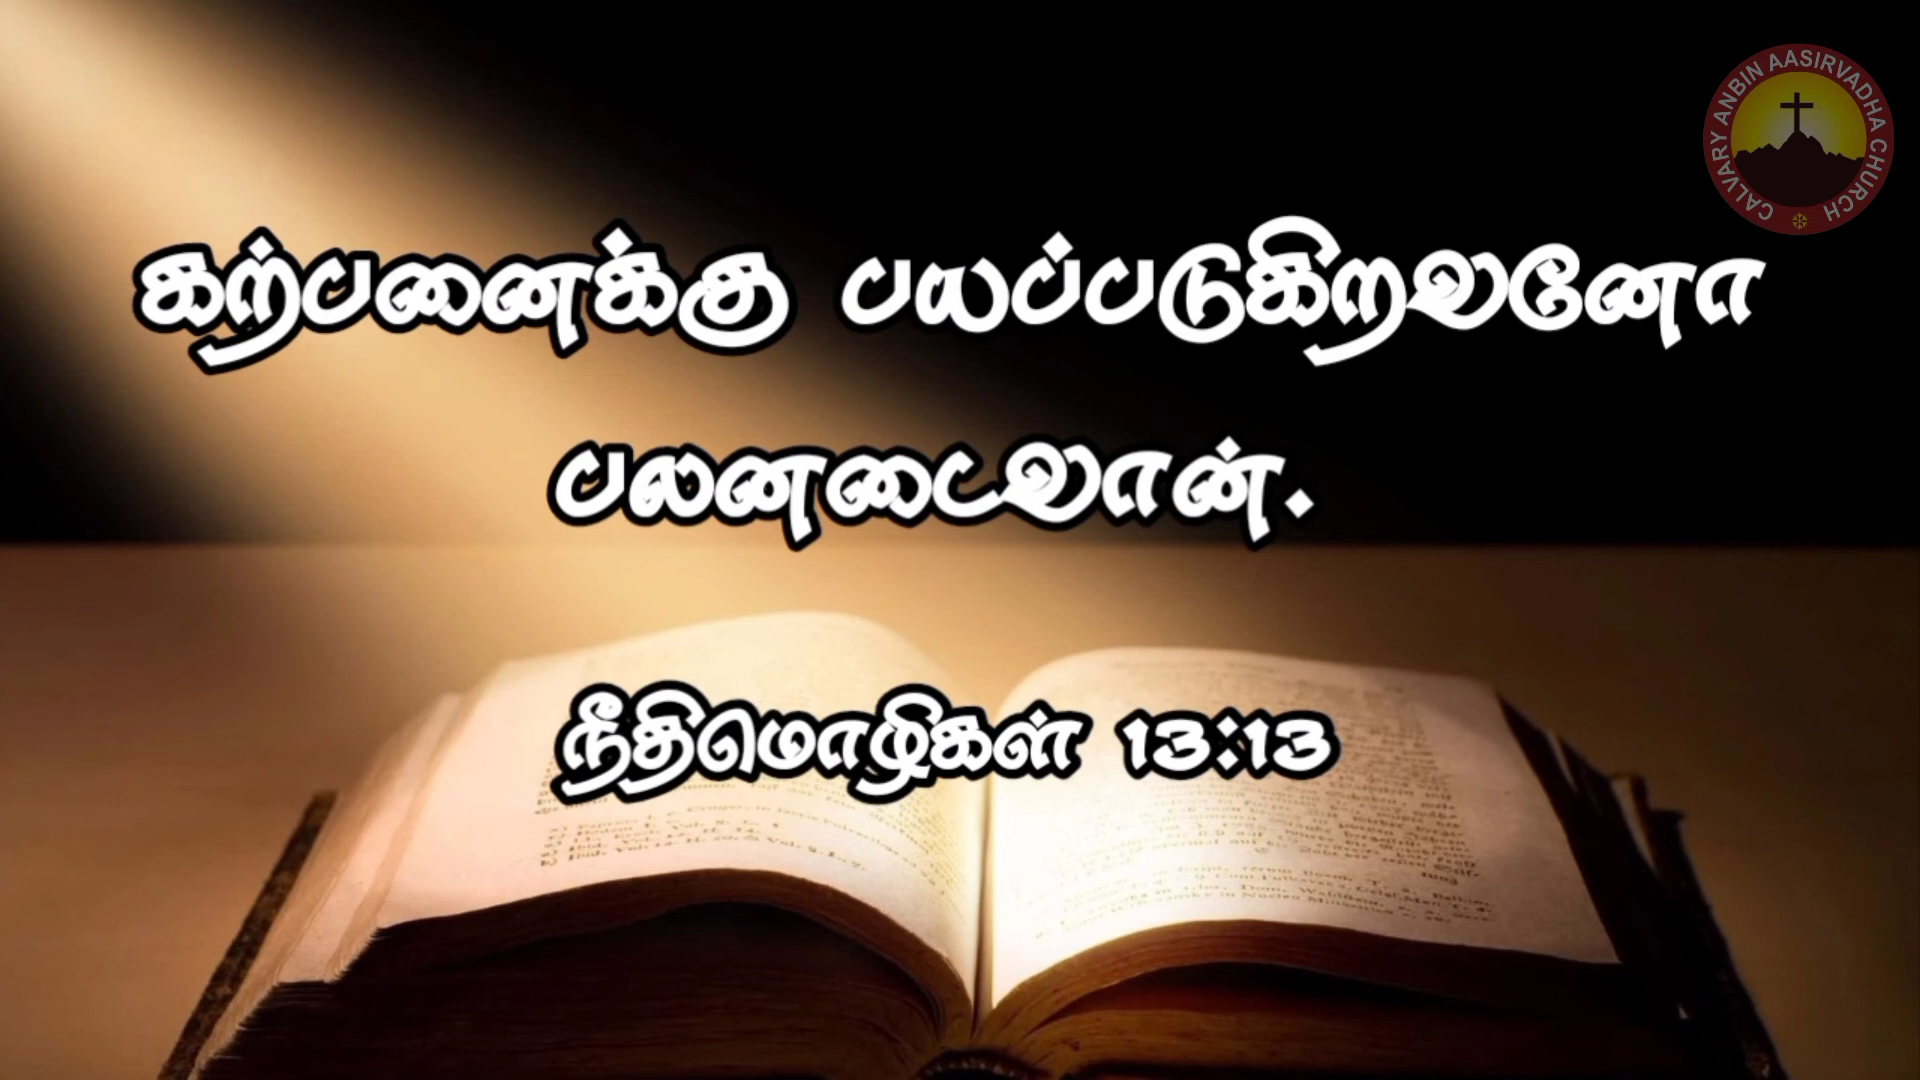 CALVARY ANBIN AASIRVADHA CHURCH
கற்பனைக்கு பயப்படுகிறவனோ
பலனடைவான்.
நீதிமொழிகள் 13:13